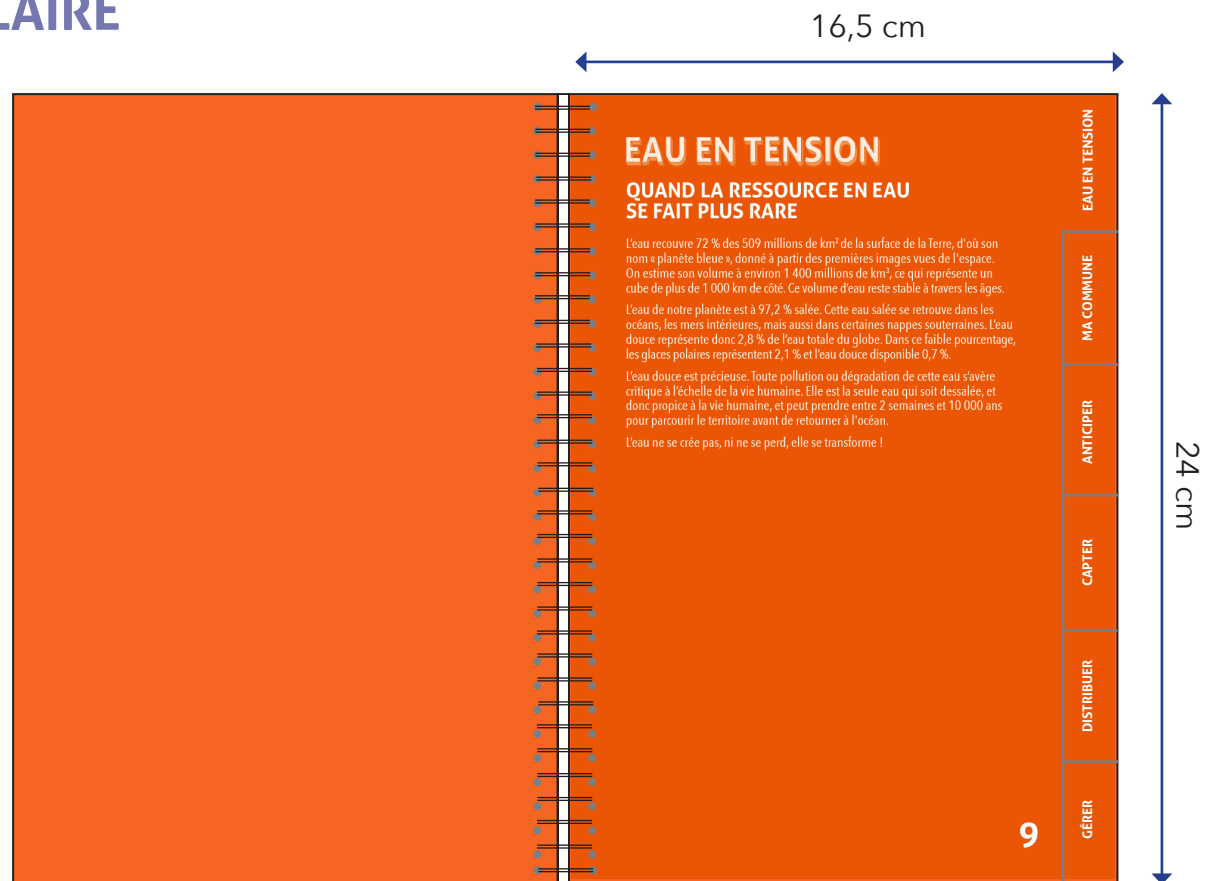 LAIRE
16,5 cm
EAU EN TENSION
QUAND LA RESSOURCE EN EAU
SE FAIT PLUS RARE
L'eau recouvre 72 % des 509 millions de km² de la surface de la Terre, d'où son
nom « planète bleue », donné à partir des premières images vues de l'espace.
On estime son volume à environ 1 400 millions de km³, ce qui représente un
cube de plus de 1 000 km de côté. Ce volume d'eau reste stable à travers les âges.
L'eau de notre planète est à 97,2 % salée. Cette eau salée se retrouve dans les
océans, les mers intérieures, mais aussi dans certaines nappes souterraines. L'eau
douce représente donc 2,8 % de l'eau totale du globe. Dans ce faible pourcentage,
les glaces polaires représentent 2,1 % et l'eau douce disponible 0,7 %.
L'eau douce est précieuse. Toute pollution ou dégradation de cette eau s'avère
critique à l'échelle de la vie humaine. Elle est la seule eau qui soit dessalée, et
donc propice à la vie humaine, et peut prendre entre 2 semaines et 10 000 ans
pour parcourir le territoire avant de retourner à l'océan.
L'eau ne se crée pas, ni ne se perd, elle se transforme !
9
EAU EN TENSION
MA COMMUNE
ANTICIPER
CAPTER
DISTRIBUER
GÉRER
24 cm